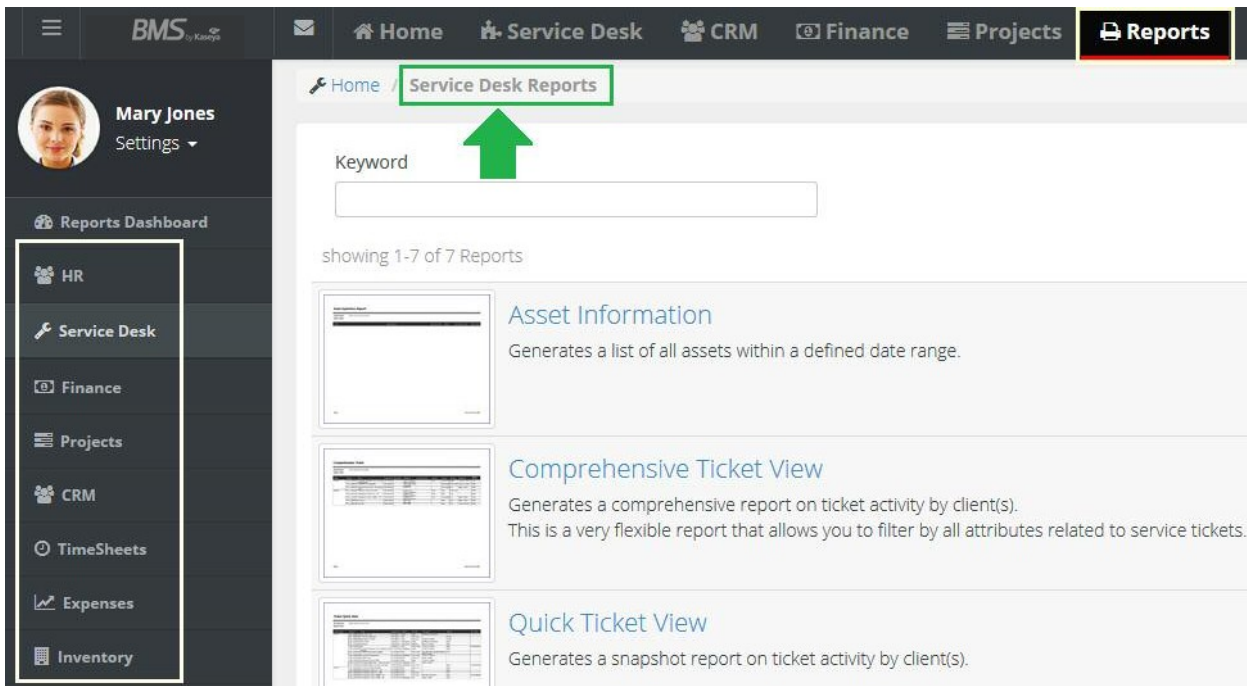 BMS by Kaseya
Home
Service Desk
CRM
Finance
Projects
Reports
Mary Jones
Settings
Reports Dashboard
HR
Service Desk
Finance
Projects
CRM
TimeSheets
Expenses
Inventory
Home / Service Desk Reports
Keyword
showing 1-7 of 7 Reports
Asset Information
Generates a list of all assets within a defined date range.
Comprehensive Ticket View
Generates a comprehensive report on ticket activity by client(s).
This is a very flexible report that allows you to filter by all attributes related to service tickets.
Quick Ticket View
Generates a snapshot report on ticket activity by client(s).